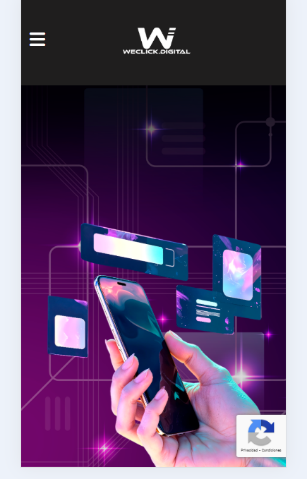 WECLICK.DIGITAL
Privacidad - Condiciones